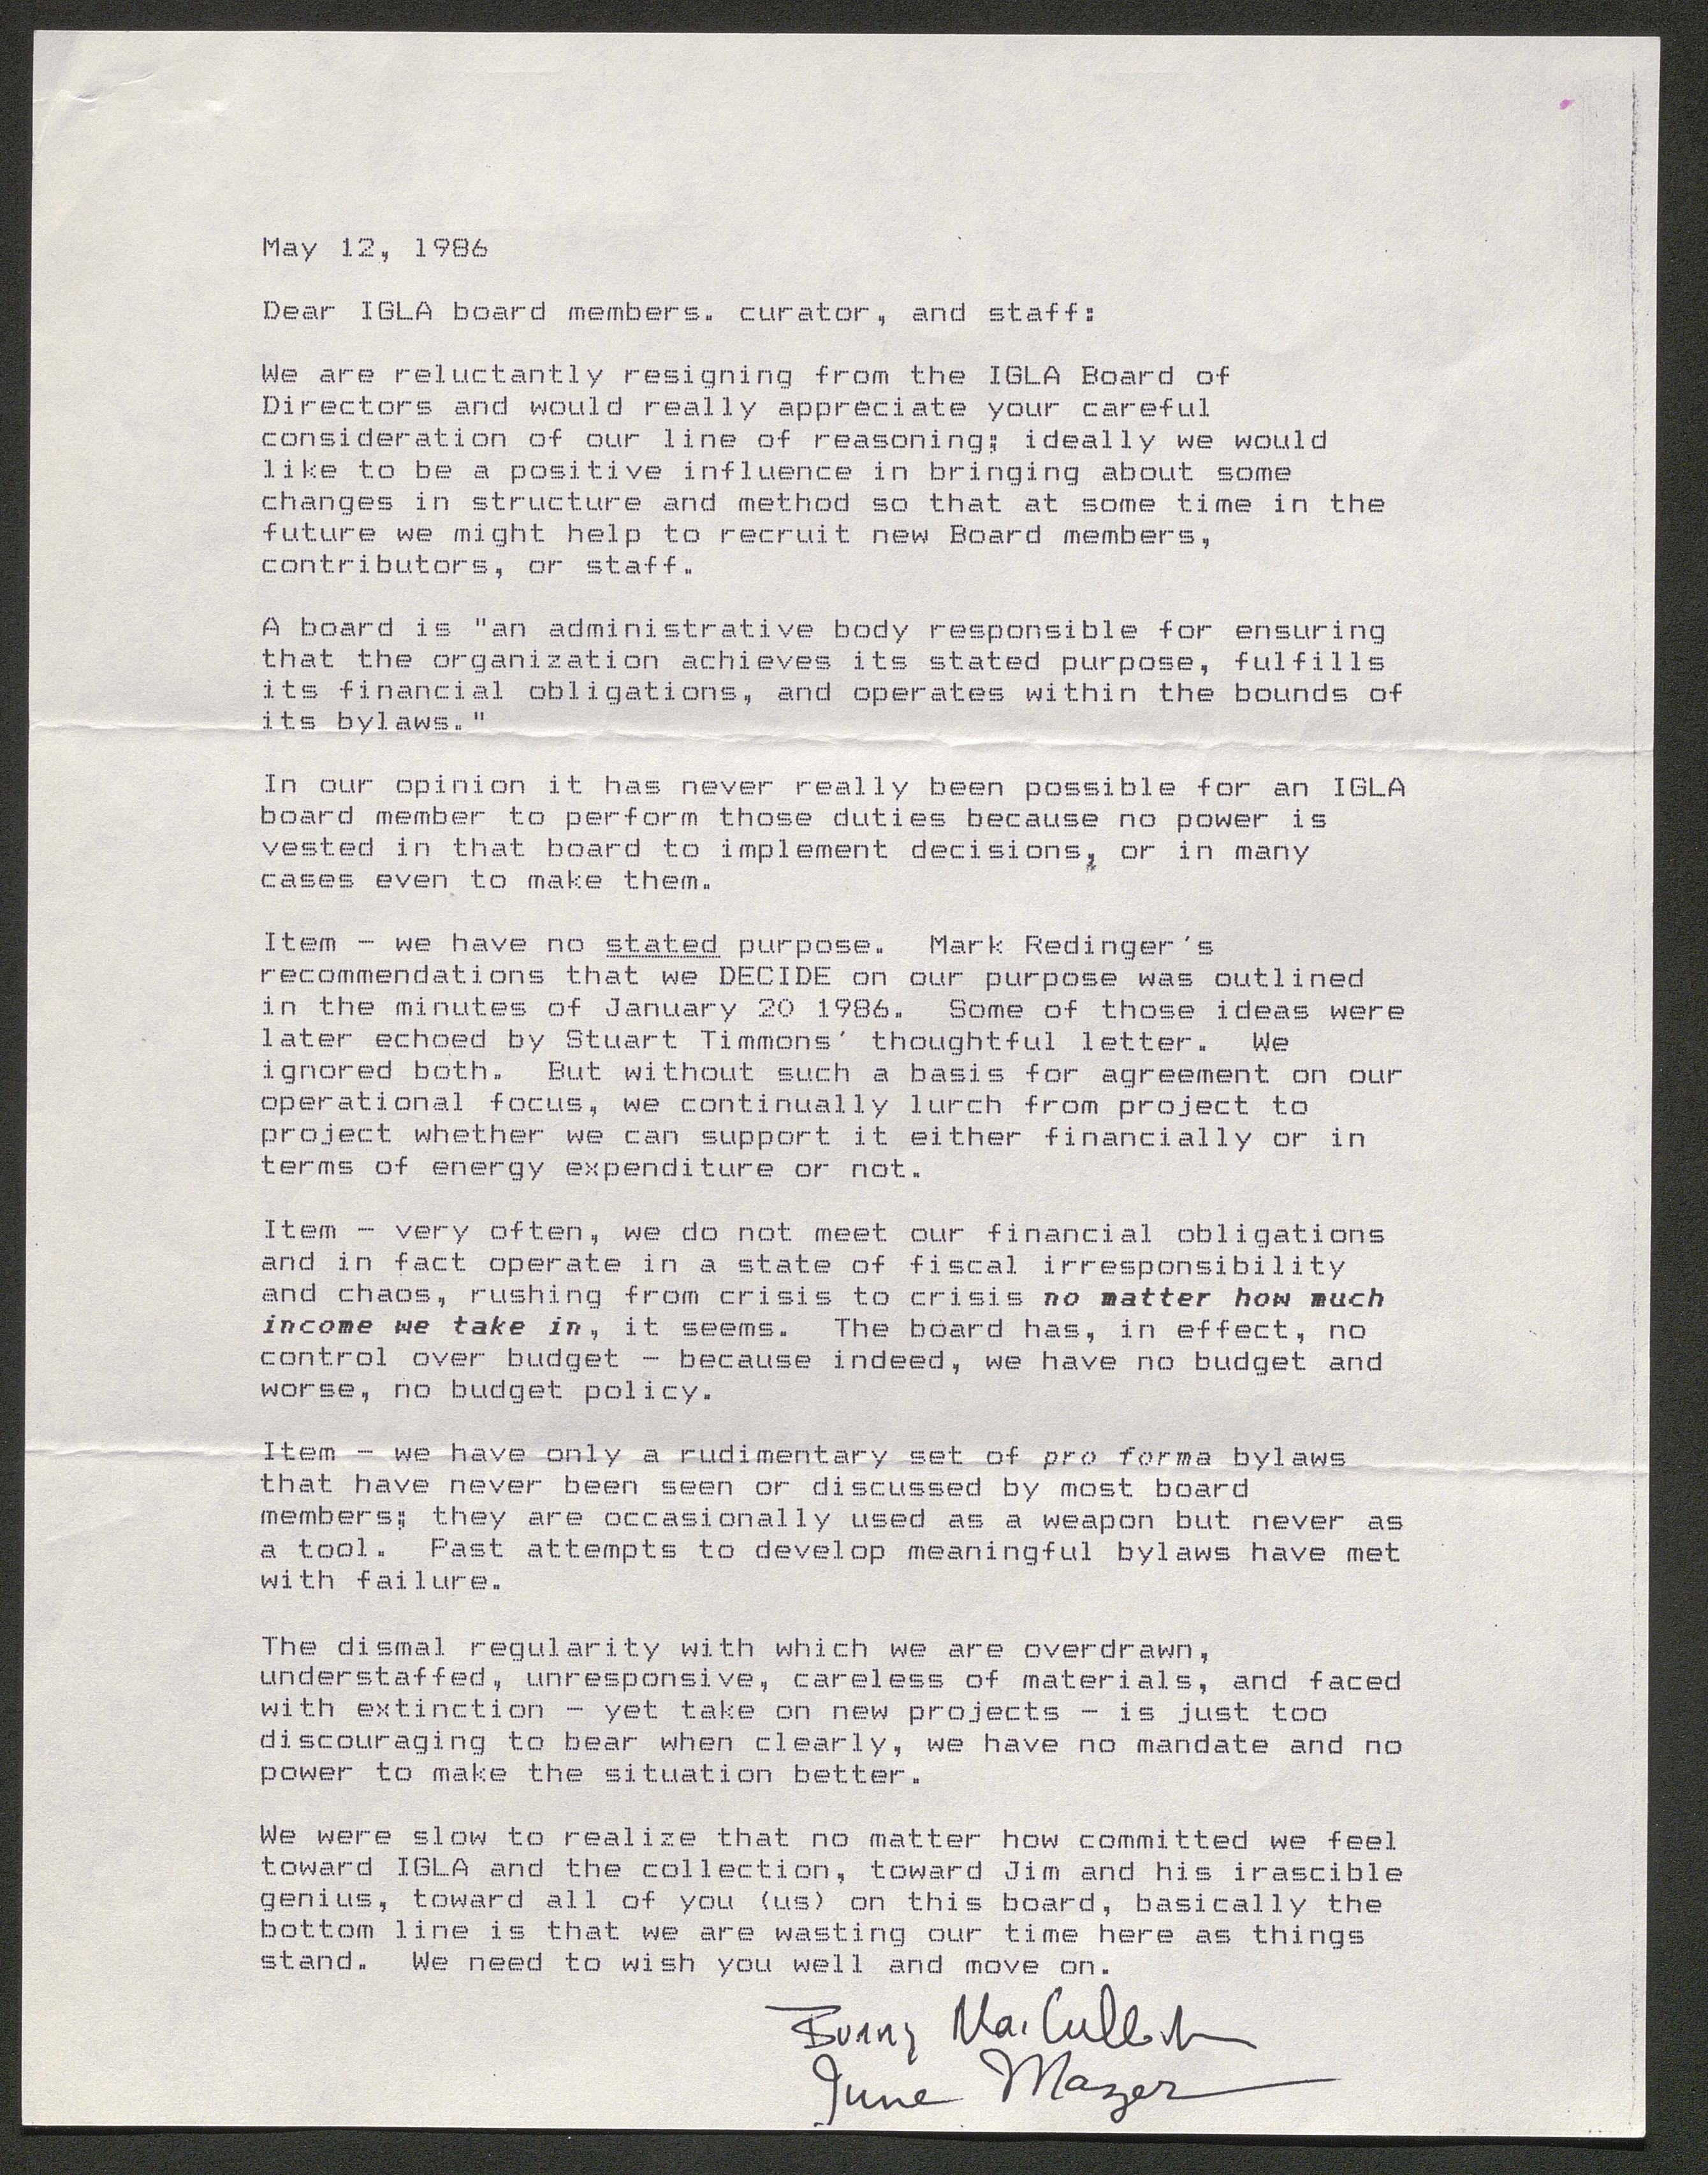 May 12, 1986
Dear IGLA board members. curator, and staff:
We are reluctantly resigning from the IGLA Board of
Directors and would really appreciate your careful
consideration of our line of reasoning; ideally we would
like to be a positive influence in bringing about some
changes in structure and method so that at some time in the
future we might help to recruit new Board members,
contributors, or staff.
A board is "an administrative body responsible for ensuring
that the organization achieves its stated purpose, fulfills
its financial obligations, and operates within the bounds of
its bylaws."
In our opinion it has never really been possible for an IGLA
board member to perform those duties because no power is
vested in that board to implement decisions, or in many
cases even to make them.
Item - we have no stated purpose.  Mark Redinger's
recommendations that we DECIDE on our purpose was outlined
in the minutes of January 20 1986.  Some of those ideas were
later echoed by Stuart Timmons' thoughtful letter.  We
ignored both.  But without such a basis for agreement on our
operational focus, we continually lurch from project to
project whether we can support it either financially or in
terms of energy expenditure or not.
Item - very often, we do not meet our financial obligations
and in fact operate in a state of fiscal irresponsibility
and chaos, rushing from crisis to crisis no matter how much
income we take in, it seems.  The board has, in effect, no
control over budget - because indeed, we have no budget and
worse, no budget policy.
Item - we have only a rudimentary set of pro forma bylaws
that have never been seen or discussed by most board
members; they are occasionally used as a weapon but never as
a tool.  Past attempts to develop meaningful bylaws have met
with failure.
The dismal regularity with which we are overdrawn,
understaffed, unresponsive, careless of materials, and faced
with extinction - yet take on new projects - is just too
discouraging to bear when clearly, we have no mandate and no
power to make the situation better.
We were slow to realize that no matter how committed we feel
toward IGLA and the collection, toward Jim and his irascible
genius, toward all of you (us) on this board, basically the
bottom line is that we are wasting our time here as things
stand.  We need to wish you well and move on.
Bunny MacCulloch
June Mazer